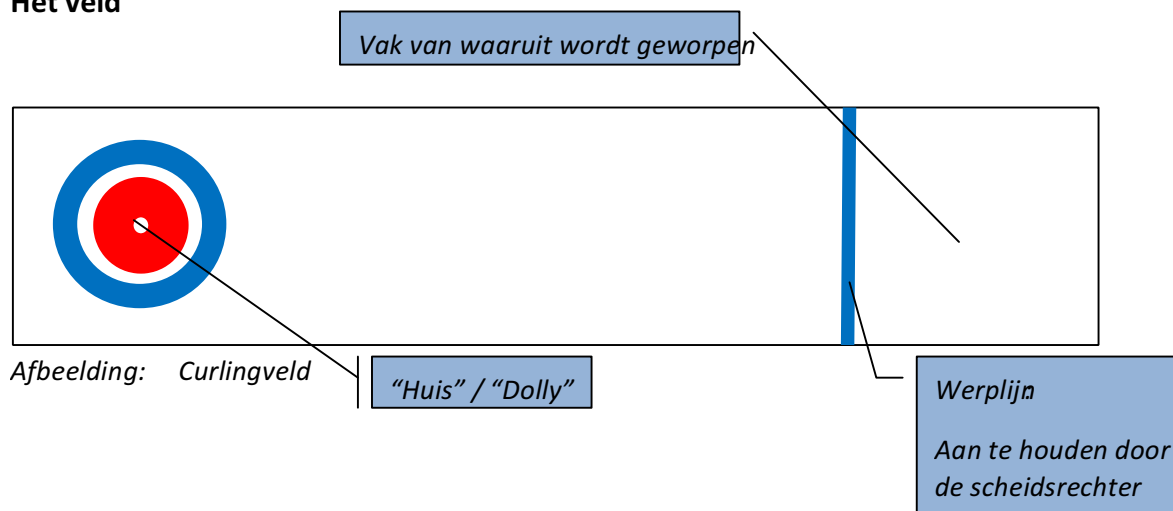 Het veld
Vak van waaruit wordt geworpen
Afbeelding: Curlingveld
“Huis” / “Dolly”
Werplijn:
Aan te houden door
de scheidsrechter